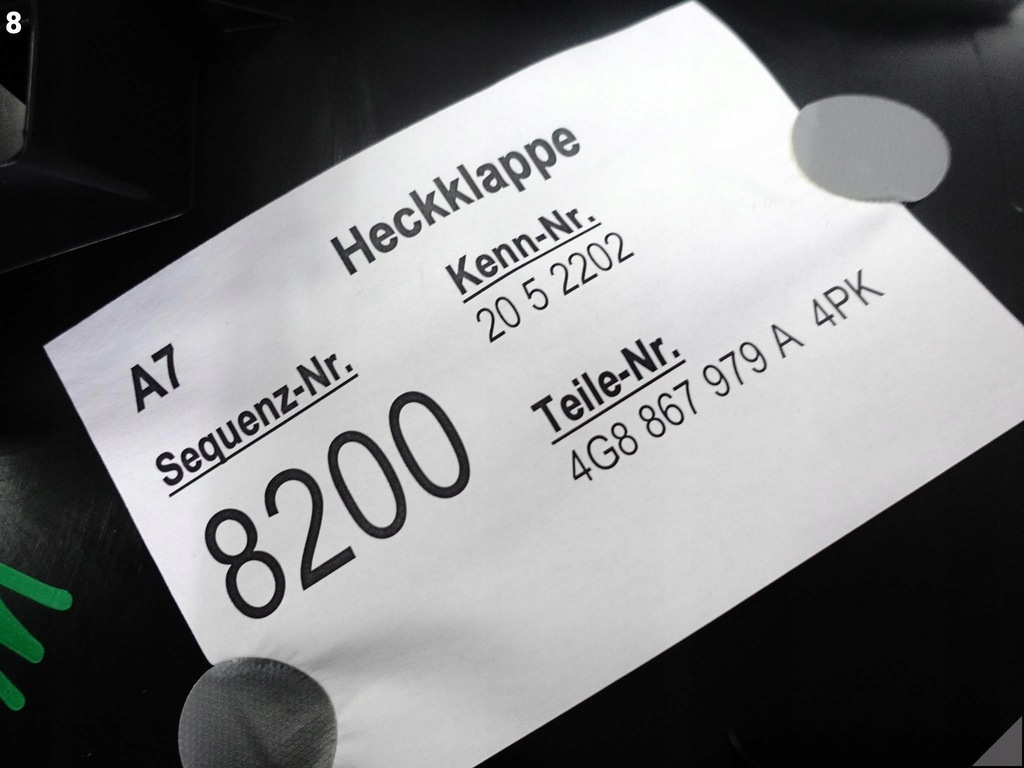 8
Heckklappe
Kenn-Nr.
20 5 2202
A7
Sequenz-Nr.
8200
Teile-Nr.
4G8 867 979 A 4PK